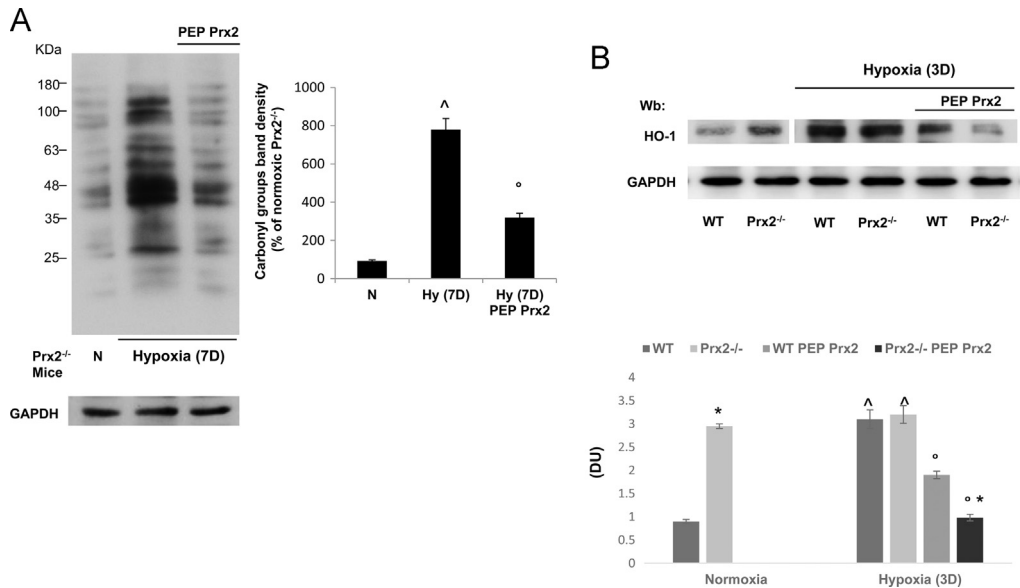 A
PEP Prx2
KDa
180
100
63
48
35
25
Prx2-/-
Mice
N
Hypoxia (7D)
GAPDH
Carbonyl groups band density
(% of normoxic Prx2-/-)
1000
800
600
400
200
0
^
°
N
Hy (7D)
Hy (7D)
PEP Prx2
B
Hypoxia (3D)
Wb:
PEP Prx2
HO-1
GAPDH
WT Prx2-/- WT Prx2-/- WT Prx2-/-
WT Prx2-/- WT PEP Prx2 Prx2-/- PEP Prx2
(DU)
4
3.5
3
2.5
2
1.5
1
0.5
0
*
^ ^
°
° *
Normoxia Hypoxia (3D)